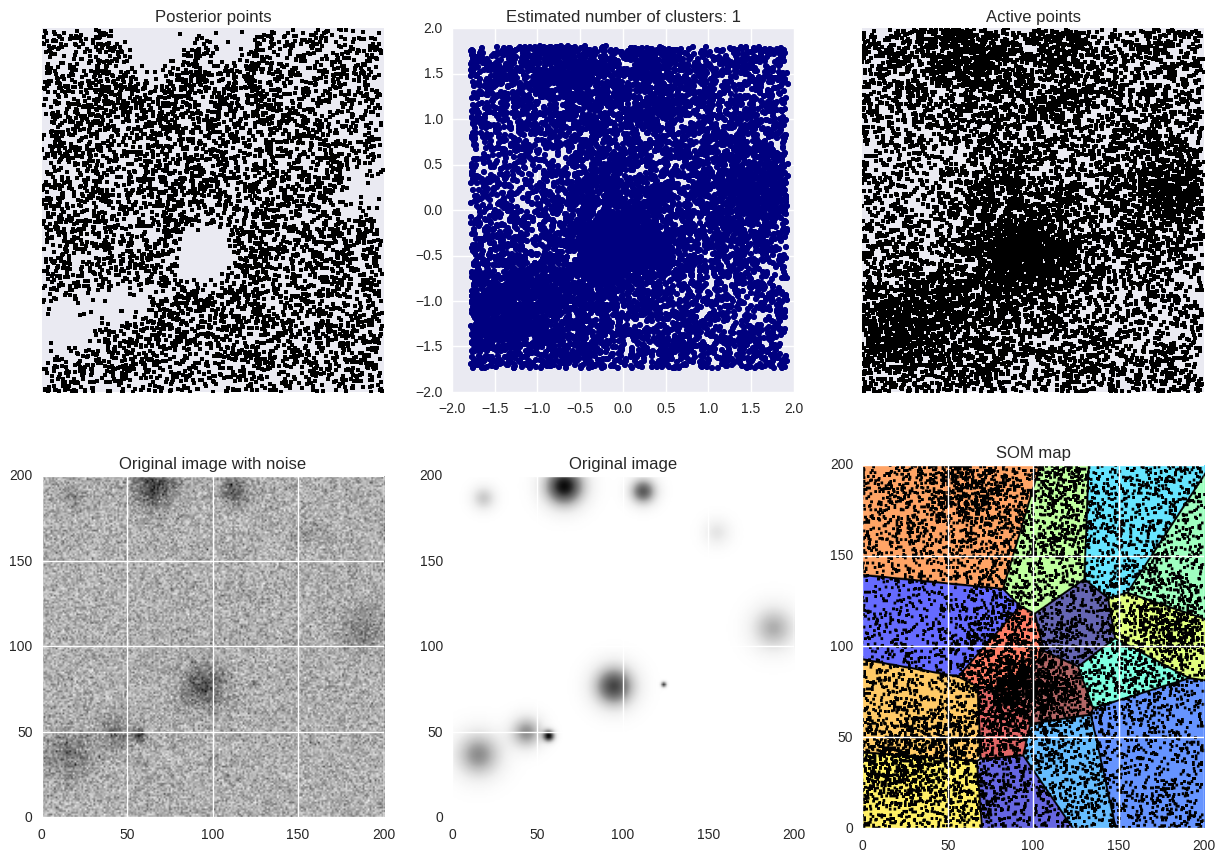 Posterior points
Estimated number of clusters: 1
Active points
2.0
1.5
1.0
0.5
0.0
−0.5
−1.0
−1.5
−2.0
−2.0 −1.5 −1.0 −0.5 0.0 0.5 1.0 1.5 2.0
Original image with noise
Original image
SOM map
200
150
100
50
0
0 50 100 150 200
200
150
100
50
0
0 50 100 150 200
200
150
100
50
0
0 50 100 150 200